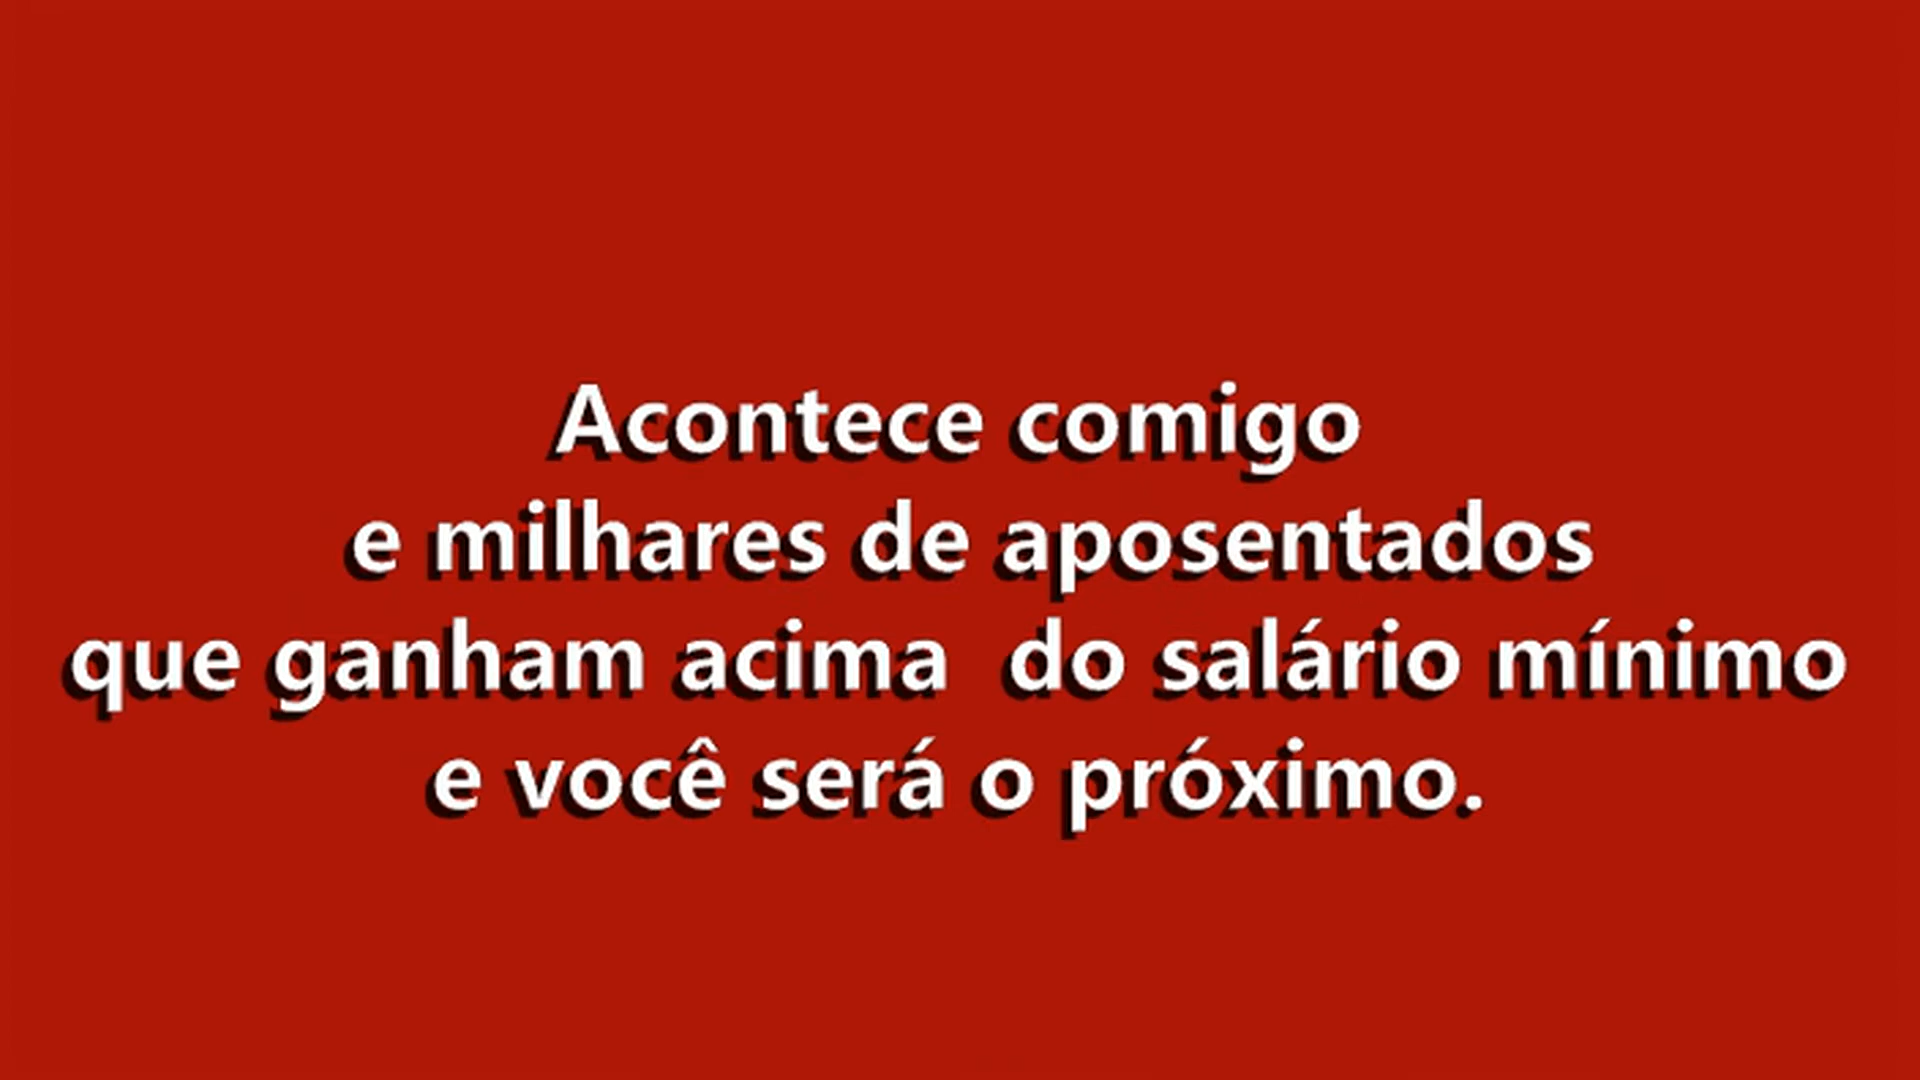 Acontece comigo
e milhares de aposentados
que ganham acima  do salário mínimo
e você será o próximo.